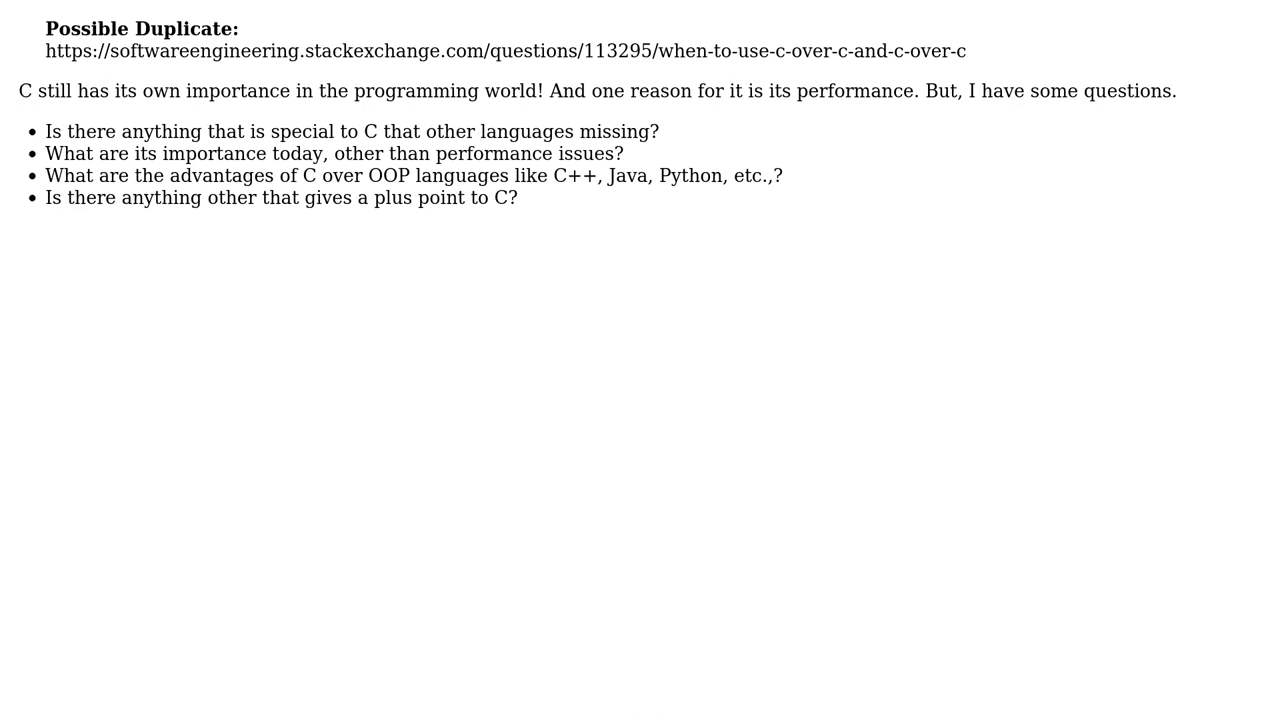 Possible Duplicate:
https://softwareengineering.stackexchange.com/questions/113295/when-to-use-c-over-c-and-c-over-c
C still has its own importance in the programming world! And one reason for it is its performance. But, I have some questions.
• Is there anything that is special to C that other languages missing?
• What are its importance today, other than performance issues?
• What are the advantages of C over OOP languages like C++, Java, Python, etc.,?
• Is there anything other that gives a plus point to C?